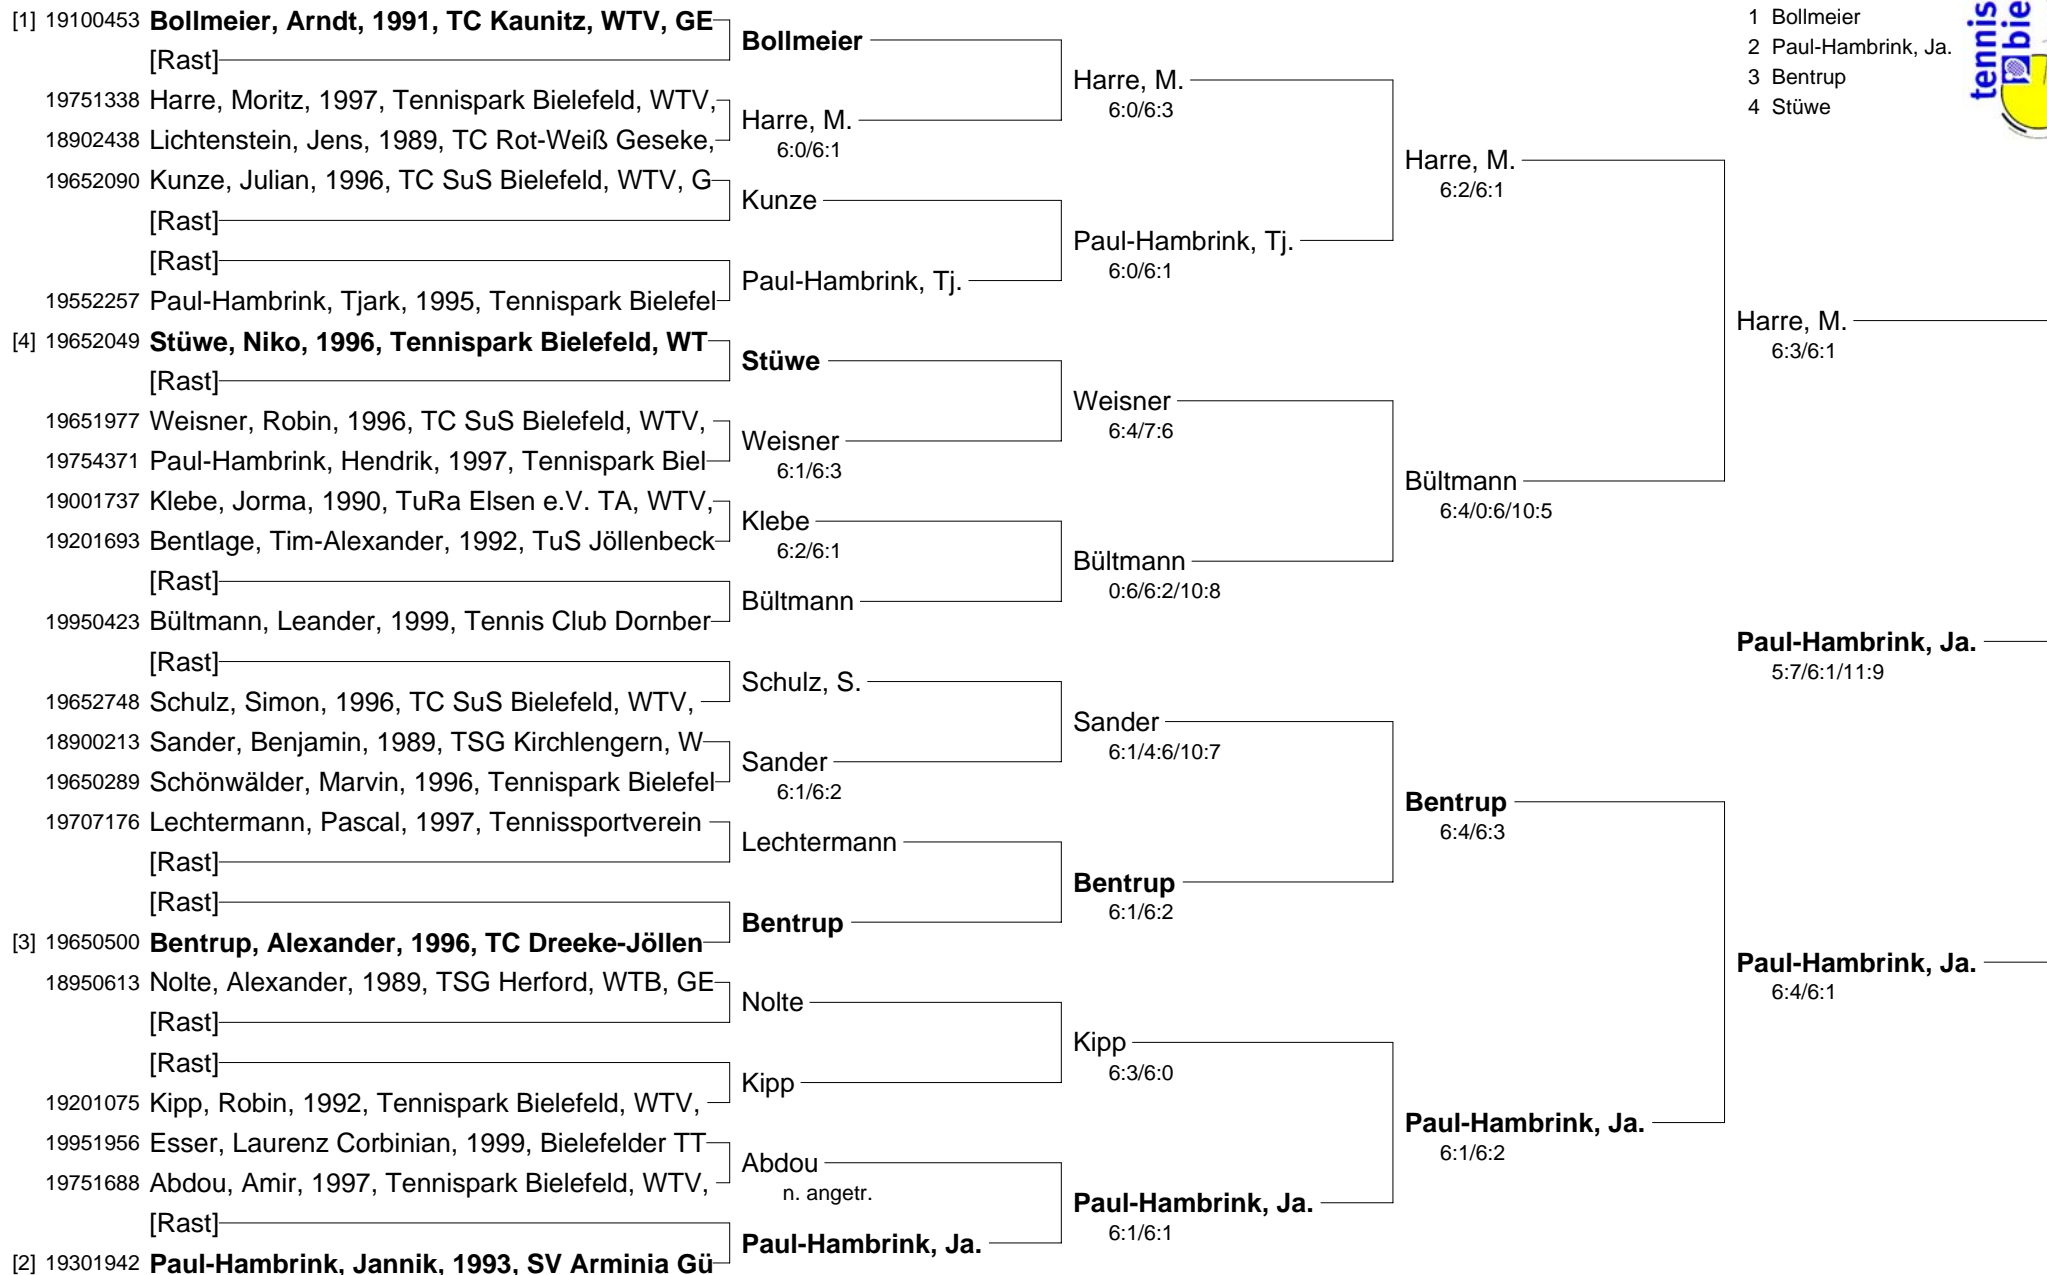 [1] 19100453 Bollmeier, Arndt, 1991, TC Kaunitz, WTV, GE
[Rast]
19751338 Harre, Moritz, 1997, Tennispark Bielefeld, WTV,
18902438 Lichtenstein, Jens, 1989, TC Rot-Weiß Geseke,
19652090 Kunze, Julian, 1996, TC SuS Bielefeld, WTV, G
[Rast]
[Rast]
19552257 Paul-Hambrink, Tjark, 1995, Tennispark Bielefel
[4] 19652049 Stüwe, Niko, 1996, Tennispark Bielefeld, WT
[Rast]
19651977 Weisner, Robin, 1996, TC SuS Bielefeld, WTV,
19754371 Paul-Hambrink, Hendrik, 1997, Tennispark Biel
19001737 Klebe, Jorma, 1990, TuRa Elsen e.V. TA, WTV,
19201693 Bentlage, Tim-Alexander, 1992, TuS Jöllenbeck
[Rast]
19950423 Bültmann, Leander, 1999, Tennis Club Dornber
[Rast]
19652748 Schulz, Simon, 1996, TC SuS Bielefeld, WTV,
18900213 Sander, Benjamin, 1989, TSG Kirchlengern, W
19650289 Schönwälder, Marvin, 1996, Tennispark Bielefel
19707176 Lechtermann, Pascal, 1997, Tennissportverein
[Rast]
[Rast]
[3] 19650500 Bentrup, Alexander, 1996, TC Dreeke-Jöllen
18950613 Nolte, Alexander, 1989, TSG Herford, WTB, GE
[Rast]
[Rast]
19201075 Kipp, Robin, 1992, Tennispark Bielefeld, WTV,
19951956 Esser, Laurenz Corbinian, 1999, Bielefelder TT
19751688 Abdou, Amir, 1997, Tennispark Bielefeld, WTV,
[Rast]
[2] 19301942 Paul-Hambrink, Jannik, 1993, SV Arminia Gü
Bollmeier
Harre, M.
6:0/6:1
Kunze
Paul-Hambrink, Tj.
Stüwe
Weisner
6:1/6:3
Klebe
6:2/6:1
Bültmann
Schulz, S.
Sander
6:1/6:2
Lechtermann
Bentrup
Nolte
Kipp
Abdou
n. angetr.
Paul-Hambrink, Ja.
Harre, M.
6:0/6:3
Paul-Hambrink, Tj.
6:0/6:1
Weisner
6:4/7:6
Bültmann
0:6/6:2/10:8
Sander
6:1/4:6/10:7
Bentrup
6:1/6:2
Kipp
6:3/6:0
Paul-Hambrink, Ja.
6:1/6:1
Harre, M.
6:2/6:1
Bültmann
6:4/0:6/10:5
Bentrup
6:4/6:3
Paul-Hambrink, Ja.
6:1/6:2
Harre, M.
6:3/6:1
Paul-Hambrink, Ja.
5:7/6:1/11:9
Paul-Hambrink, Ja.
6:4/6:1
1 Bollmeier
2 Paul-Hambrink, Ja.
3 Bentrup
4 Stüwe
tennis
bie